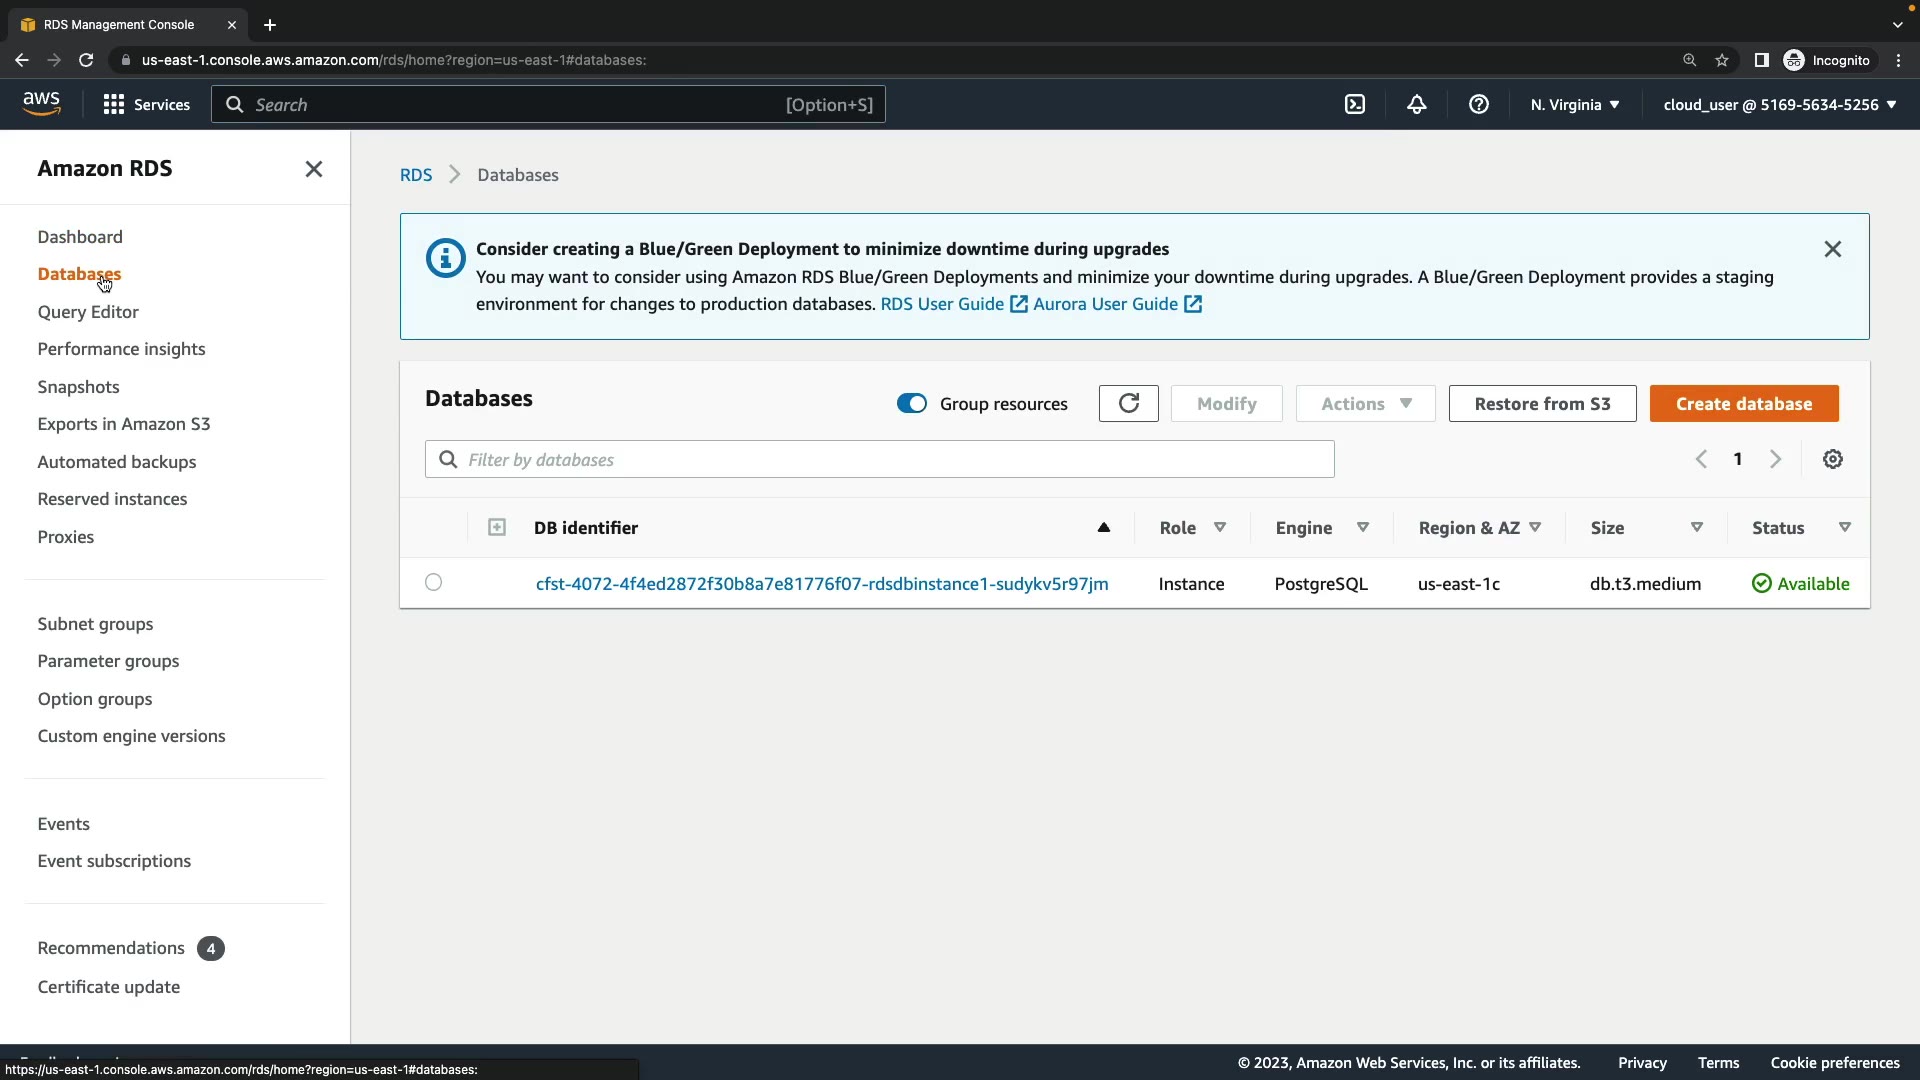 RDS Management Console
us-east-1.console.aws.amazon.com/rds/home?region=us-east-1#databases:
Incognito
aws
Services
Search
[Option+S]
N. Virginia
cloud_user @ 5169-5634-5256
Amazon RDS
Dashboard
Databases
Query Editor
Performance insights
Snapshots
Exports in Amazon S3
Automated backups
Reserved instances
Proxies
Subnet groups
Parameter groups
Option groups
Custom engine versions
Events
Event subscriptions
Recommendations 4
Certificate update
RDS > Databases
Consider creating a Blue/Green Deployment to minimize downtime during upgrades
You may want to consider using Amazon RDS Blue/Green Deployments and minimize your downtime during upgrades. A Blue/Green Deployment provides a staging
environment for changes to production databases. RDS User Guide Aurora User Guide
Databases
Group resources
Modify
Actions
Restore from S3
Create database
Filter by databases
1
DB identifier Role Engine Region & AZ Size Status
cfst-4072-4f4ed2872f30b8a7e81776f07-rdsdbinstance1-sudykv5r97jm Instance PostgreSQL us-east-1c db.t3.medium Available
https://us-east-1.console.aws.amazon.com/rds/home?region=us-east-1#databases:
© 2023, Amazon Web Services, Inc. or its affiliates. Privacy Terms Cookie preferences